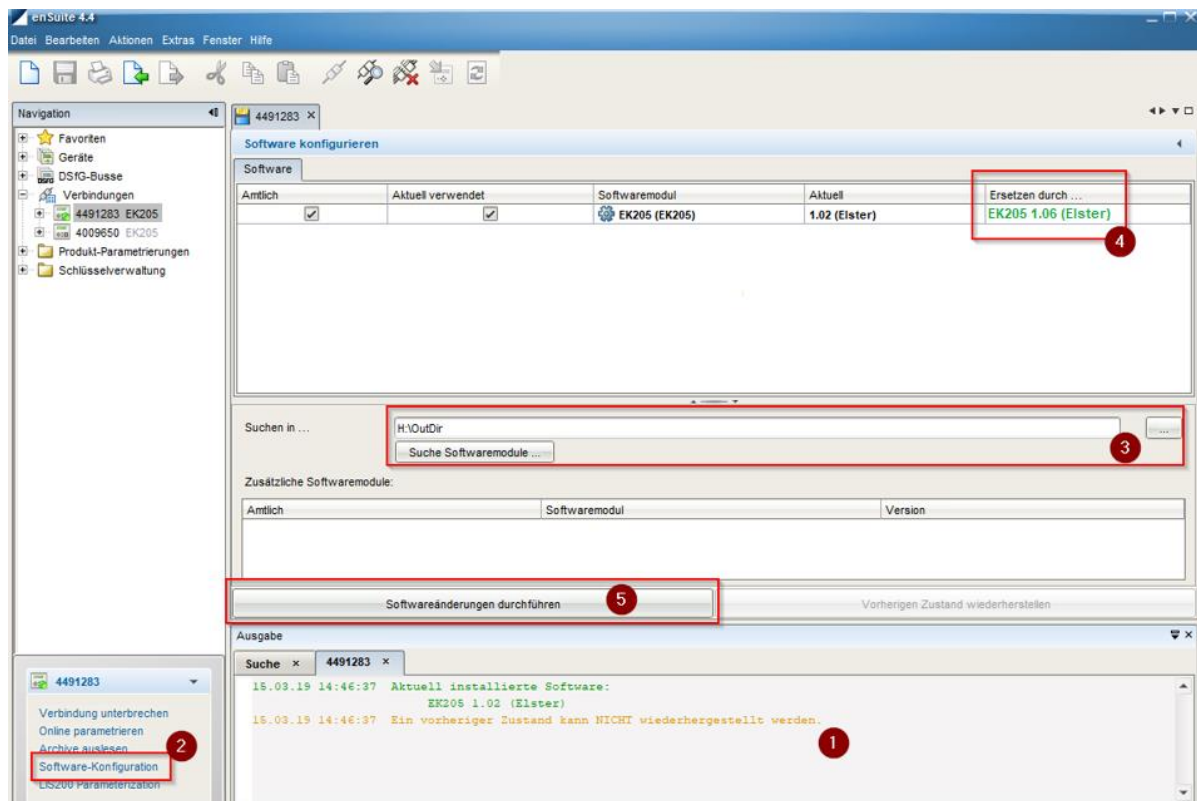 enSuite 4.4
Datei Bearbeiten Aktionen Extras Fenster Hilfe
Navigation
4491283
Favoriten
Geräte
DSfG-Busse
Verbindungen
4491283 EK205
4009650 EK205
Produkt-Parametrierungen
Schlüsselverwaltung
Software konfigurieren
Software
Amtlich Aktuell verwendet Softwaremodul Aktuell Ersetzen durch ...
EK205 (EK205) 1.02 (Elster) EK205 1.06 (Elster)
4
Suchen in ... H:\OutDir ...
Suche Softwaremodule ...
3
Zusätzliche Softwaremodule:
Amtlich Softwaremodul Version
Softwareänderungen durchführen 5 Vorherigen Zustand wiederherstellen
Ausgabe
Suche 4491283
15.03.19 14:46:37 Aktuell installierte Software:
EK205 1.02 (Elster)
15.03.19 14:46:37 Ein vorheriger Zustand kann NICHT wiederhergestellt werden.
1
4491283
Verbindung unterbrechen
Online parametrieren
Archive auslesen
2
Software-Konfiguration
LIS200 Parameterization